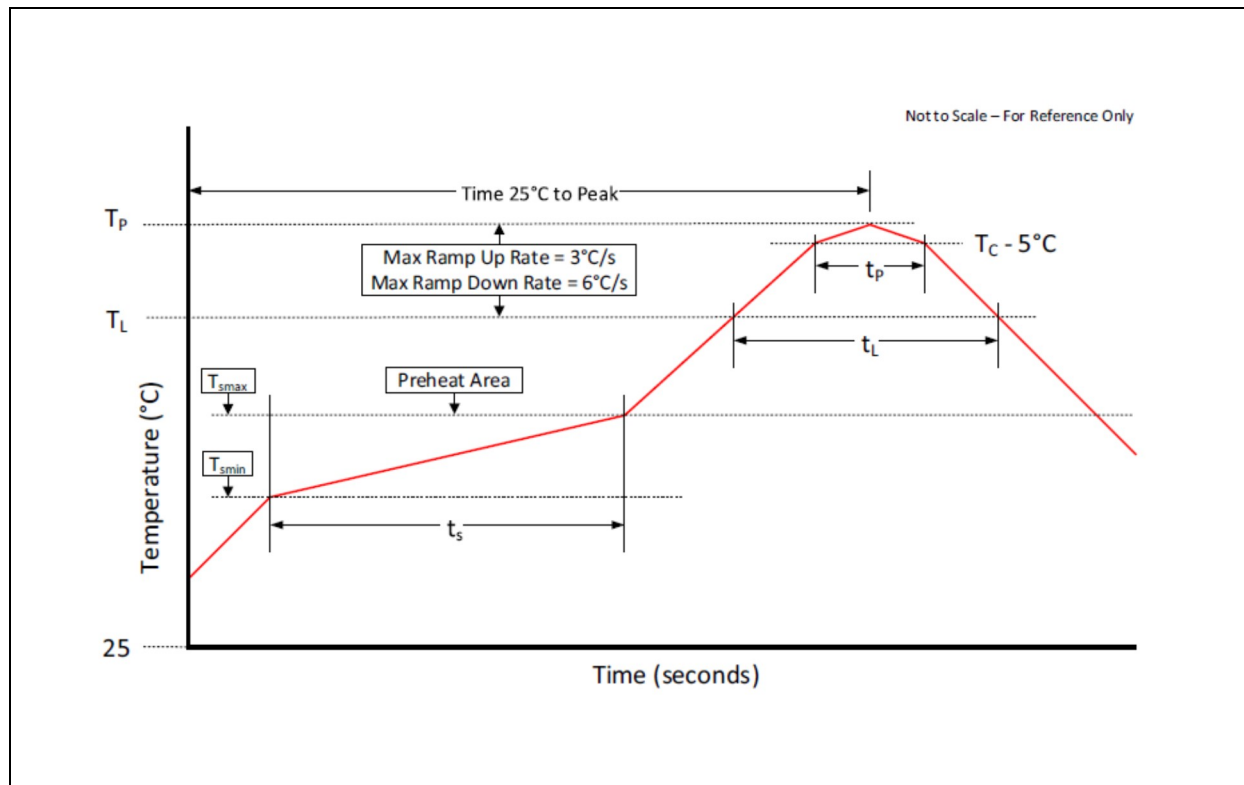 Not to Scale – For Reference Only
Time 25°C to Peak
TP
Max Ramp Up Rate = 3°C/s
Max Ramp Down Rate = 6°C/s
TC - 5°C
tP
TL
tL
Tsmax
Preheat Area
Tsmin
ts
Temperature (°C)
25
Time (seconds)